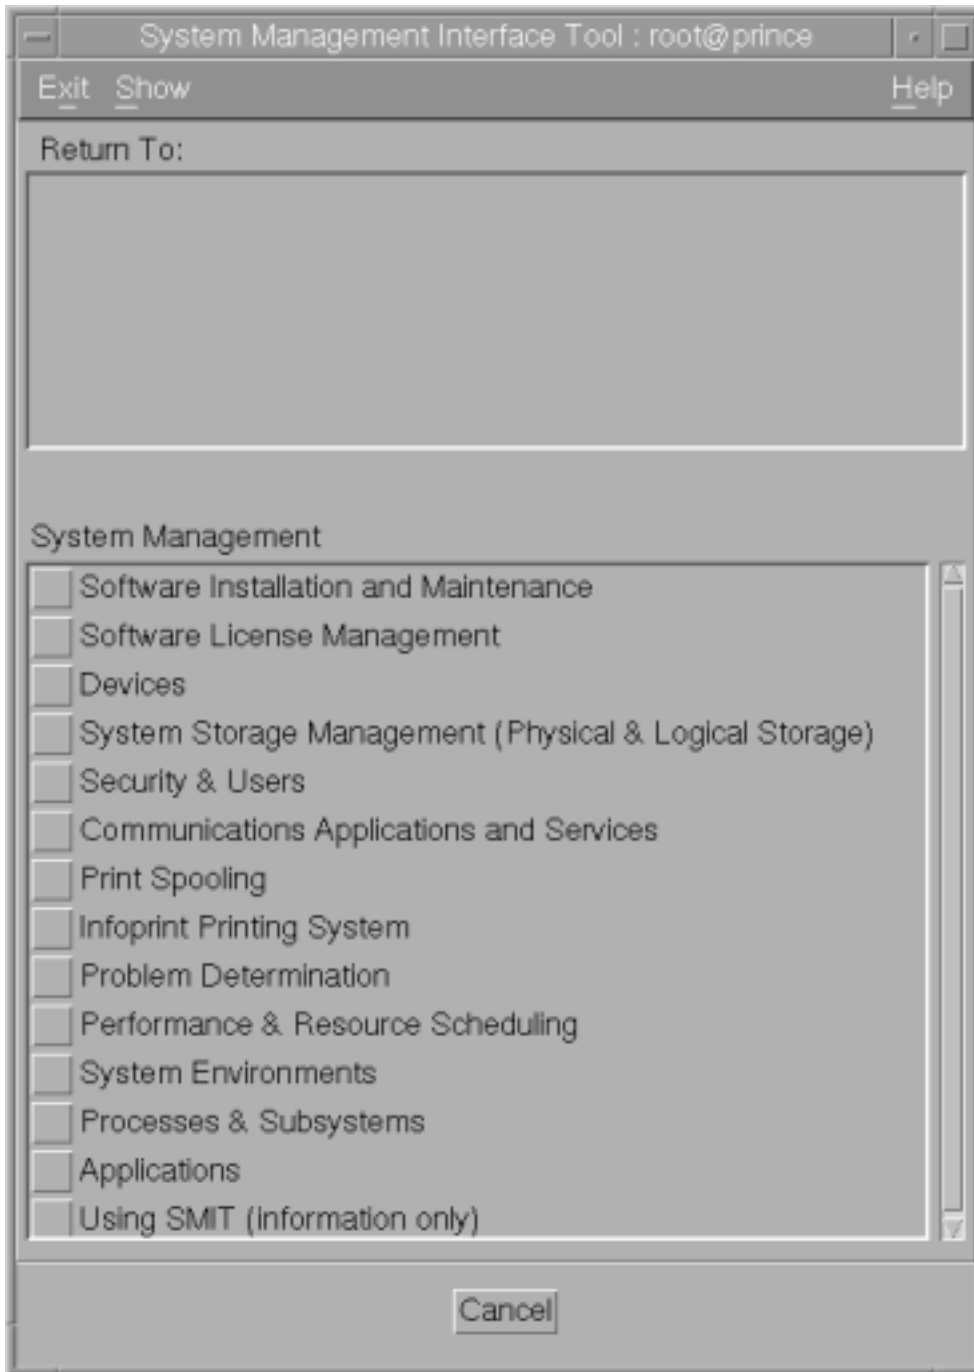 System Management Interface Tool : root@prince
Exit Show Help
Return To:
System Management
Software Installation and Maintenance
Software License Management
Devices
System Storage Management (Physical & Logical Storage)
Security & Users
Communications Applications and Services
Print Spooling
Infoprint Printing System
Problem Determination
Performance & Resource Scheduling
System Environments
Processes & Subsystems
Applications
Using SMIT (information only)
Cancel